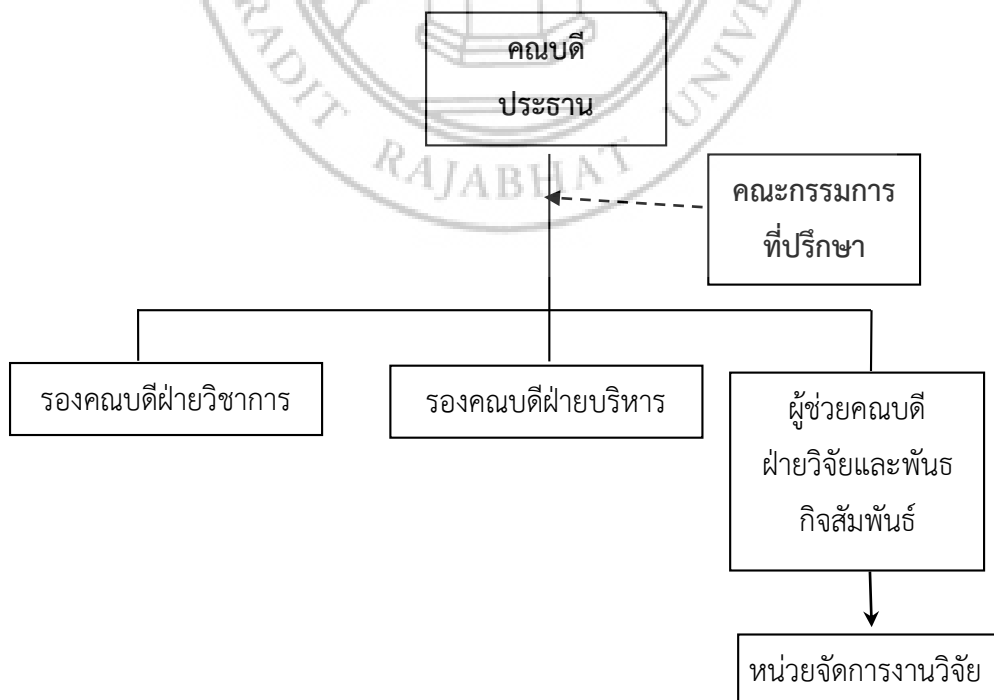 คณบดี
ประธาน
RADIT RAJABHAT UNIV
คณะกรรมการ
ที่ปรึกษา
รองคณบดีฝ่ายวิชาการ
รองคณบดีฝ่ายบริหาร
ผู้ช่วยคณบดี
ฝ่ายวิจัยและพันธ
กิจสัมพันธ์
หน่วยจัดการงานวิจัย